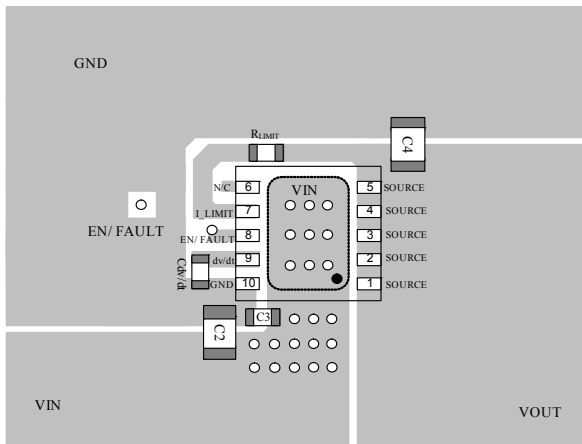 GND
R_LIMIT
C4
N/C 6 VIN 5 SOURCE
I_LIMIT 7 4 SOURCE
EN/ FAULT
EN/ FAULT 8 3 SOURCE
Cdv/dt
dv/dt 9 2 SOURCE
GND 10 1 SOURCE
C2
C3
VIN
VOUT